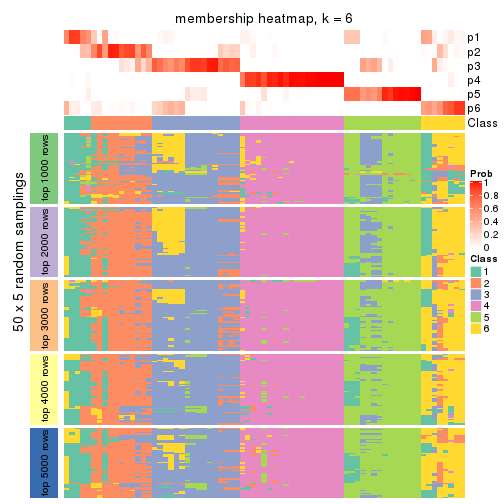 membership heatmap, k = 6
p1
p2
p3
p4
p5
p6
Class
50 x 5 random samplings
top 1000 rows
top 2000 rows
top 3000 rows
top 4000 rows
top 5000 rows
Prob
1
0.8
0.6
0.4
0.2
0
Class
1
2
3
4
5
6